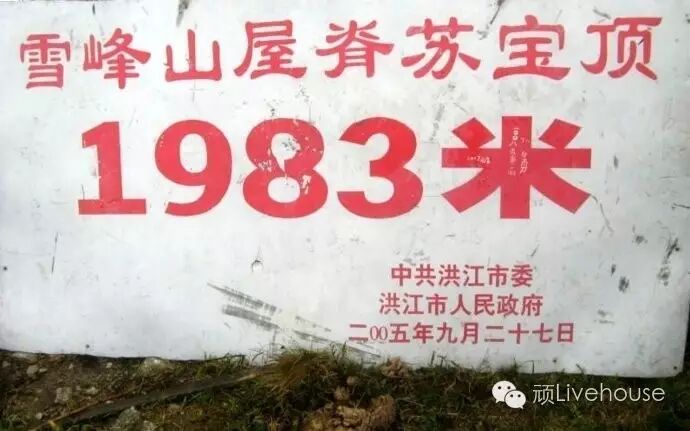 雪峰山屋脊苏宝顶
1983米
中共洪江市委
洪江市人民政府
二00五年九月二十七日
顽Livehouse